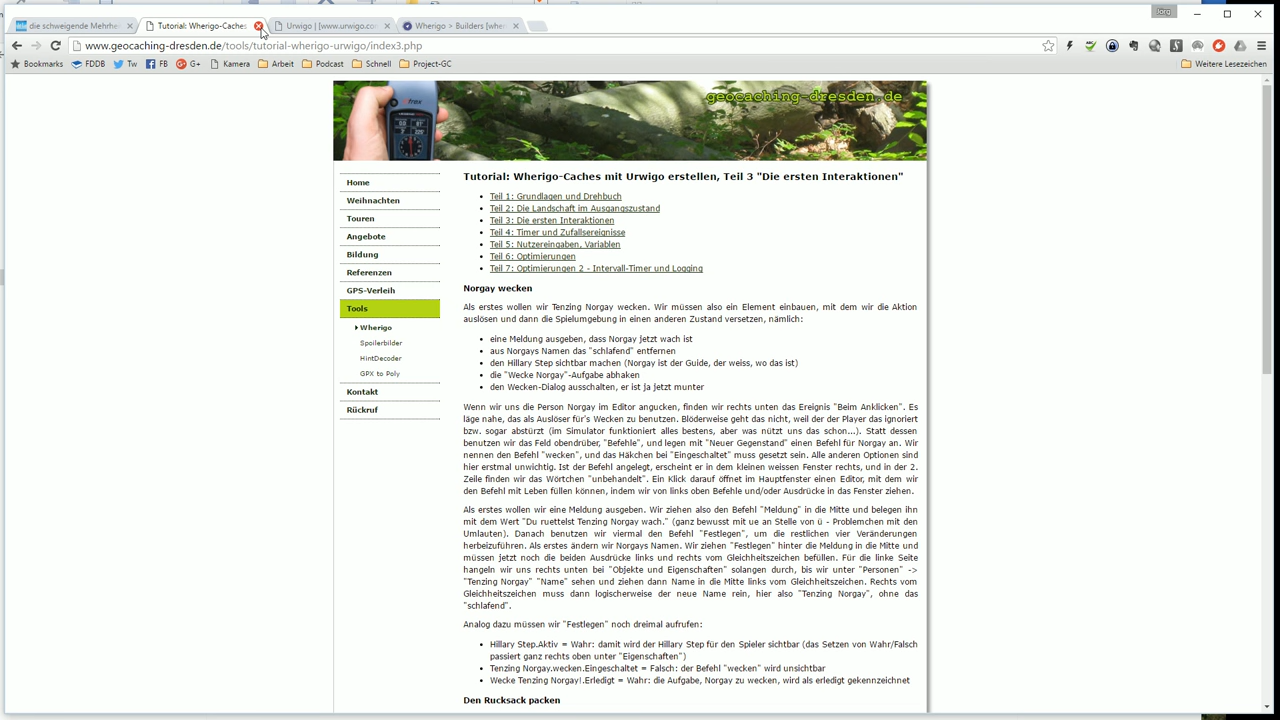 Jörg
die schweigende Mehrhe
Tutorial: Wherigo-Caches
Urwigo | [www.urwigo.co
Wherigo > Builders [wher
www.geocaching-dresden.de/tools/tutorial-wherigo-urwigo/index3.php
Bookmarks FDDB Tw FB G+ Kamera Arbeit Podcast Schnell Project-GC Weitere Lesezeichen
geocaching-dresden.de
Home
Weihnachten
Touren
Angebote
Bildung
Referenzen
GPS-Verleih
Tools
Wherigo
Spoilerbilder
HintDecoder
GPX to Poly
Kontakt
Rückruf
Tutorial: Wherigo-Caches mit Urwigo erstellen, Teil 3 "Die ersten Interaktionen"
Teil 1: Grundlagen und Drehbuch
Teil 2: Die Landschaft im Ausgangszustand
Teil 3: Die ersten Interaktionen
Teil 4: Timer und Zufallsereignisse
Teil 5: Nutzereingaben, Variablen
Teil 6: Optimierungen
Teil 7: Optimierungen 2 - Intervall-Timer und Logging
Norgay wecken
Als erstes wollen wir Tenzing Norgay wecken. Wir müssen also ein Element einbauen, mit dem wir die Aktion
auslösen und dann die Spielumgebung in einen anderen Zustand versetzen, nämlich:
eine Meldung ausgeben, dass Norgay jetzt wach ist
aus Norgays Namen das "schlafend" entfernen
den Hillary Step sichtbar machen (Norgay ist der Guide, der weiss, wo das ist)
die "Wecke Norgay"-Aufgabe abhaken
den Wecken-Dialog ausschalten, er ist ja jetzt munter
Wenn wir uns die Person Norgay im Editor angucken, finden wir rechts unten das Ereignis "Beim Anklicken". Es
läge nahe, das als Auslöser für's Wecken zu benutzen. Blöderweise geht das nicht, weil der der Player das ignoriert
bzw. sogar abstürzt (im Simulator funktioniert alles bestens, aber was nützt uns das schon...). Statt dessen
benutzen wir das Feld obendrüber, "Befehle", und legen mit "Neuer Gegenstand" einen Befehl für Norgay an. Wir
nennen den Befehl "wecken", und das Häkchen bei "Eingeschaltet" muss gesetzt sein. Alle anderen Optionen sind
hier erstmal unwichtig. Ist der Befehl angelegt, erscheint er in dem kleinen weissen Fenster rechts, und in der 2.
Zeile finden wir das Wörtchen "unbehandelt". Ein Klick darauf öffnet im Hauptfenster einen Editor, mit dem wir
den Befehl mit Leben füllen können, indem wir von links oben Befehle und/oder Ausdrücke in das Fenster ziehen.
Als erstes wollen wir eine Meldung ausgeben. Wir ziehen also den Befehl "Meldung" in die Mitte und belegen ihn
mit dem Wert "Du ruettelst Tenzing Norgay wach." (ganz bewusst mit ue an Stelle von ü - Problemchen mit den
Umlauten). Danach benutzen wir viermal den Befehl "Festlegen", um die restlichen vier Veränderungen
herbeizuführen. Als erstes ändern wir Norgays Namen. Wir ziehen "Festlegen" hinter die Meldung in die Mitte und
müssen jetzt noch die beiden Ausdrücke links und rechts vom Gleichheitszeichen befüllen. Für die linke Seite
hangeln wir uns rechts unten bei "Objekte und Eigenschaften" solangen durch, bis wir unter "Personen" ->
"Tenzing Norgay" "Name" sehen und ziehen dann Name in die Mitte links vom Gleichheitszeichen. Rechts vom
Gleichheitszeichen muss dann logischerweise der neue Name rein, hier also "Tenzing Norgay", ohne das
"schlafend".
Analog dazu müssen wir "Festlegen" noch dreimal aufrufen:
Hillary Step.Aktiv = Wahr: damit wird der Hillary Step für den Spieler sichtbar (das Setzen von Wahr/Falsch
passiert ganz rechts oben unter "Eigenschaften")
Tenzing Norgay.wecken.Eingeschaltet = Falsch: der Befehl "wecken" wird unsichtbar
Wecke Tenzing Norgay!.Erledigt = Wahr: die Aufgabe, Norgay zu wecken, wird als erledigt gekennzeichnet
Den Rucksack packen